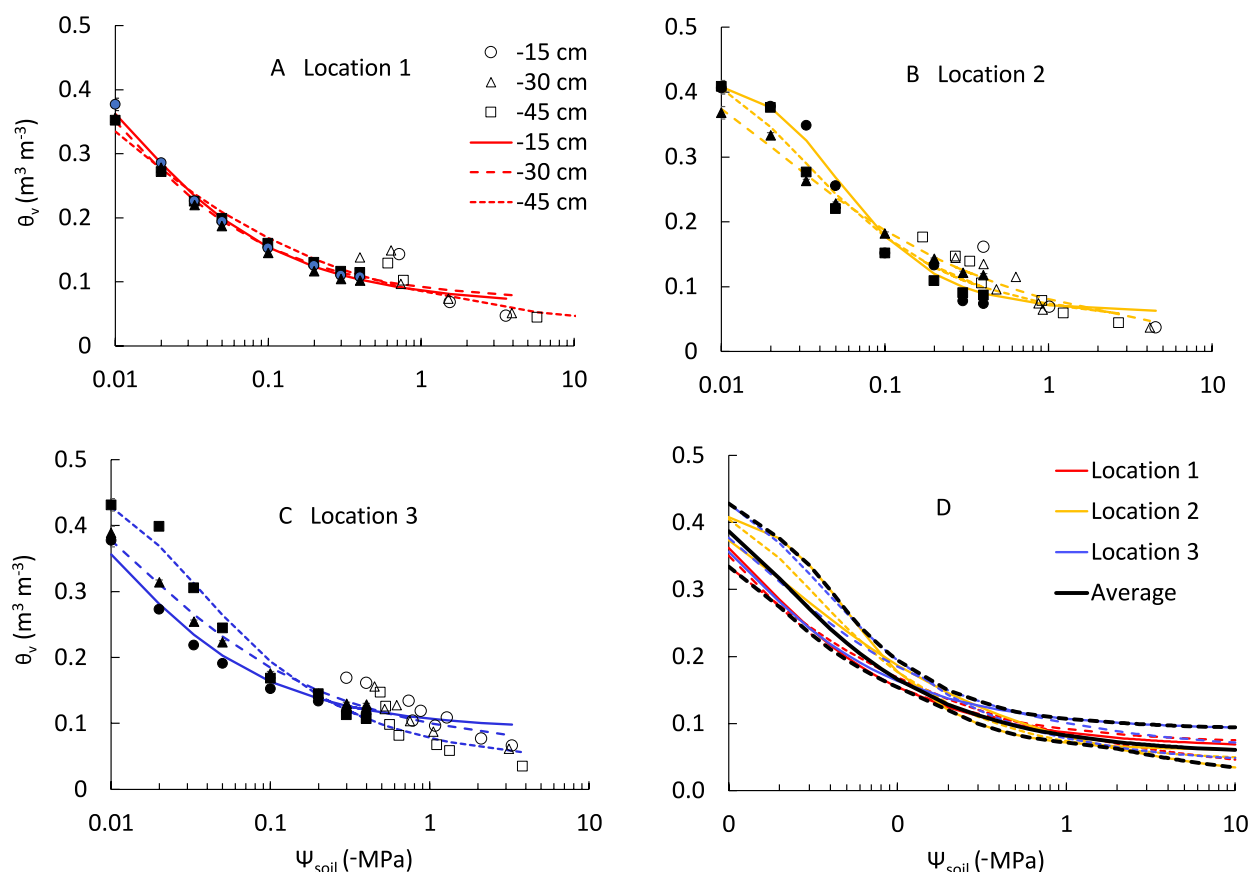 A Location 1
θv (m³ m⁻³)
0.5
0.4
0.3
0.2
0.1
0
0.01
0.1
1
10
-15 cm
-30 cm
-45 cm
-15 cm
-30 cm
-45 cm
B Location 2
0.5
0.4
0.3
0.2
0.1
0
0.01
0.1
1
10
C Location 3
θv (m³ m⁻³)
0.5
0.4
0.3
0.2
0.1
0
0.01
0.1
1
10
Ψsoil (-MPa)
D
0.5
0.4
0.3
0.2
0.1
0.0
0
0
1
10
Location 1
Location 2
Location 3
Average
Ψsoil (-MPa)